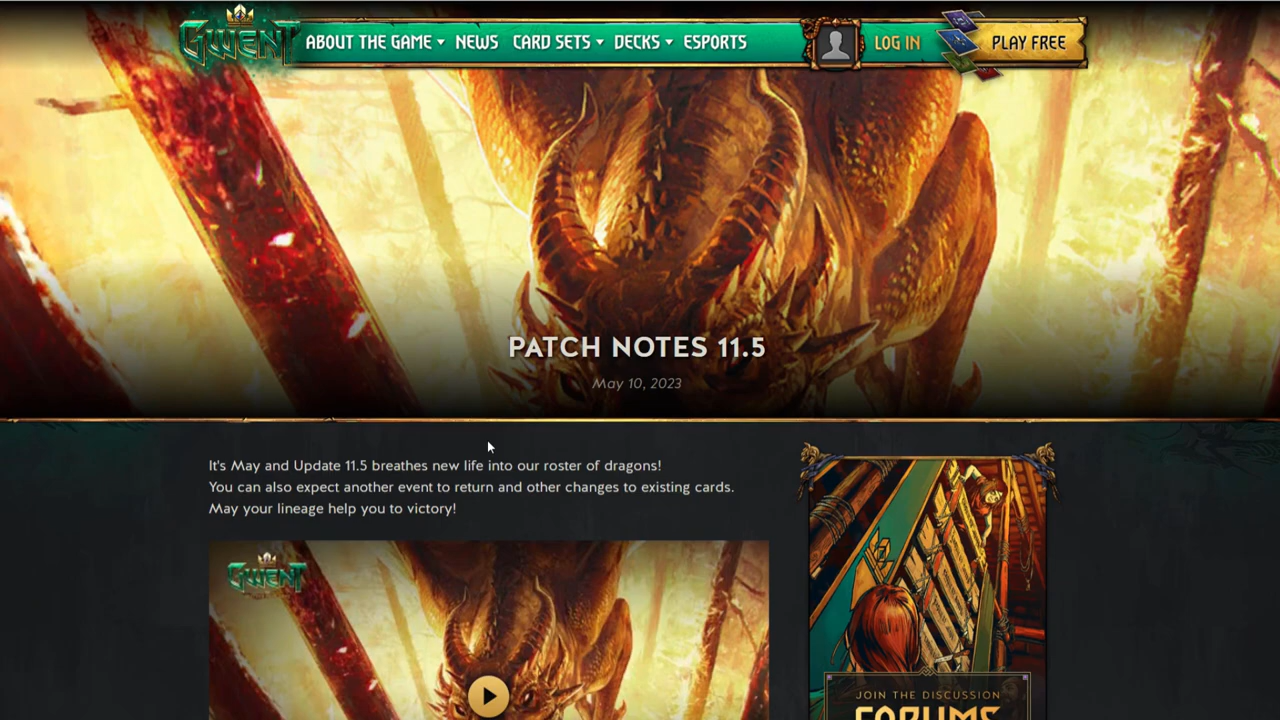 GWENT
ABOUT THE GAME NEWS CARD SETS DECKS ESPORTS LOG IN PLAY FREE
PATCH NOTES 11.5
May 10, 2023
It's May and Update 11.5 breathes new life into our roster of dragons!
You can also expect another event to return and other changes to existing cards.
May your lineage help you to victory!
GWENT
JOIN THE DISCUSSION
FORUMS